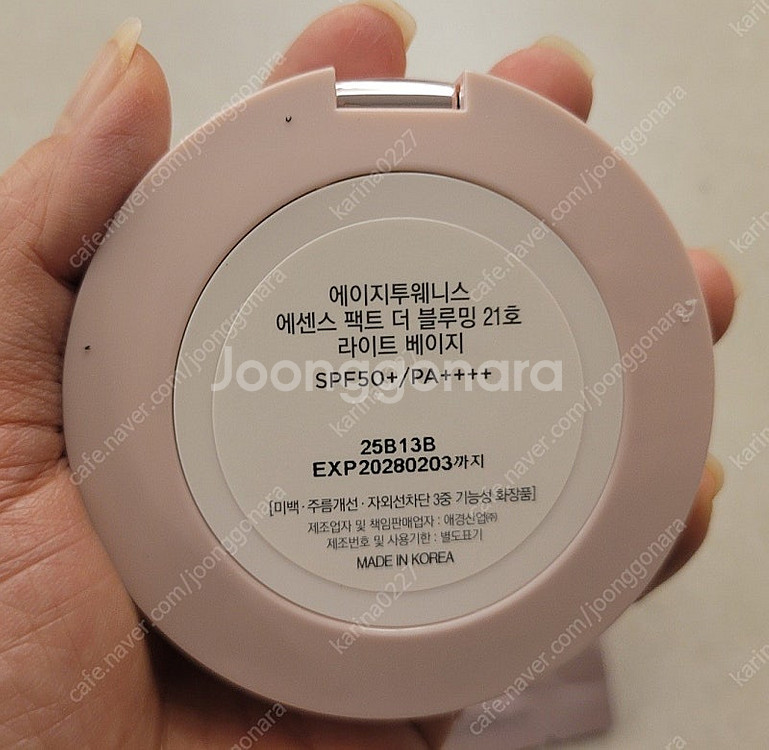 에이지투웨니스
에센스 팩트 더 블루밍 21호
라이트 베이지
SPF50+/PA++++
Joonggonara
25B13B
EXP20280203까지
[미백·주름개선·자외선차단 3중 기능성 화장품]
제조업자 및 책임판매업자 : 애경산업㈜
제조번호 및 사용기한 : 별도표기
MADE IN KOREA
cafe.naver.com/joonggonara
karina0227